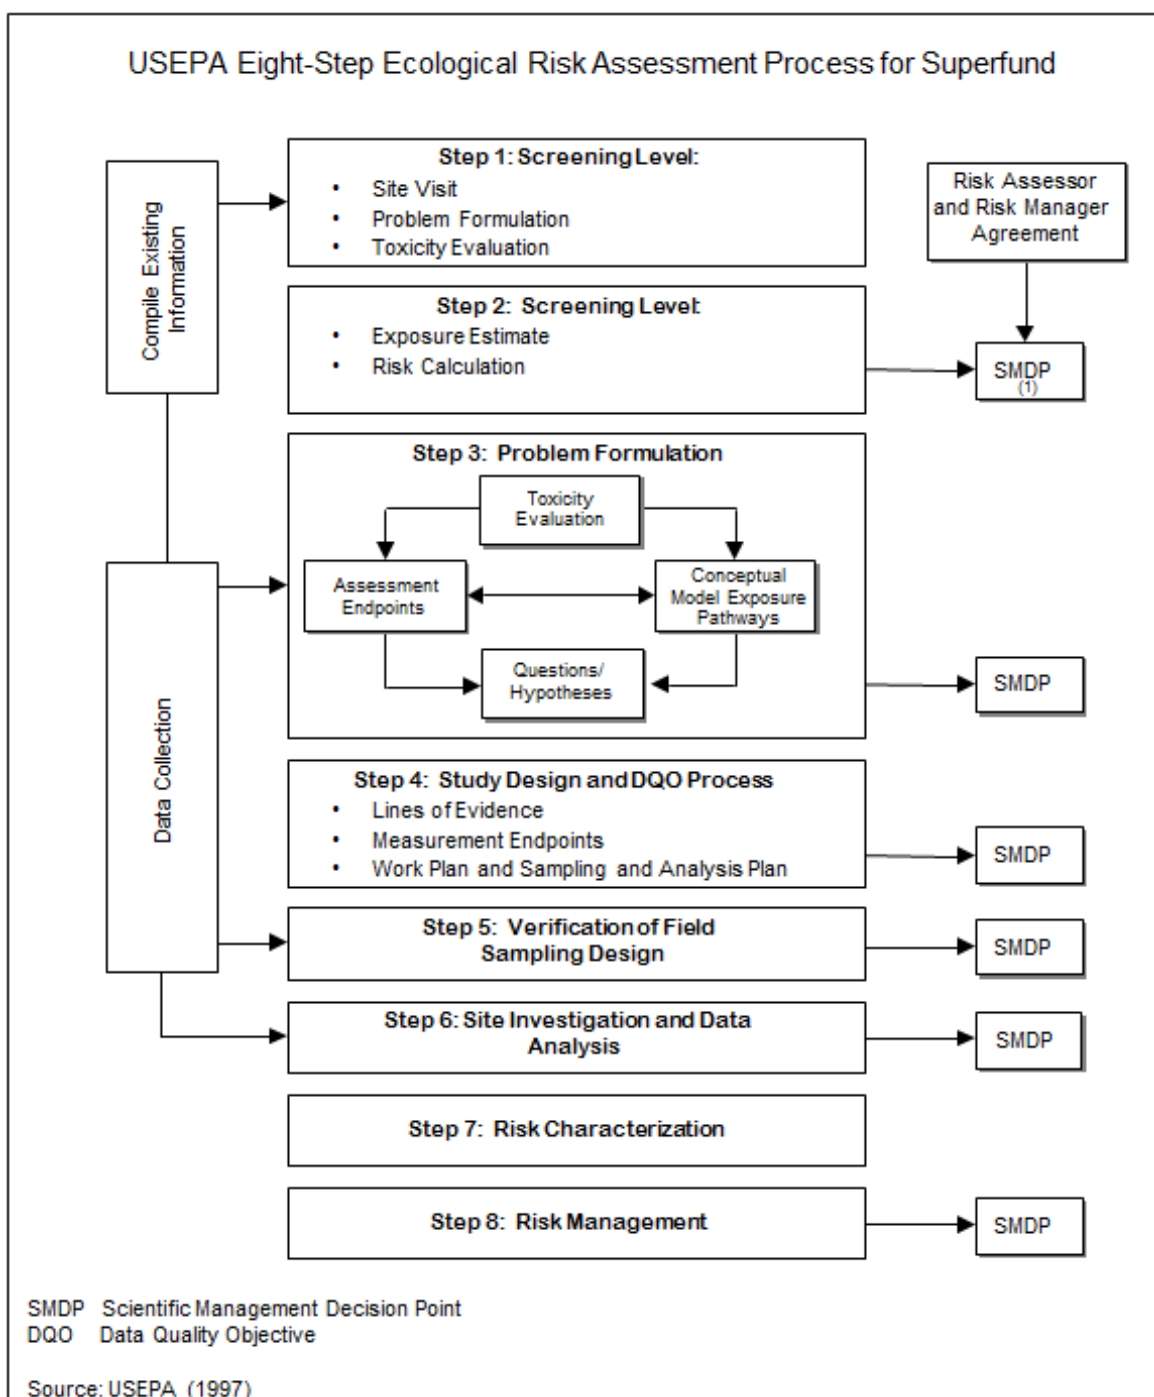 USEPA Eight-Step Ecological Risk Assessment Process for Superfund
Compile Existing
Information
Step 1: Screening Level:
• Site Visit
• Problem Formulation
• Toxicity Evaluation
Risk Assessor
and Risk Manager
Agreement
Step 2: Screening Level:
• Exposure Estimate
• Risk Calculation
SMDP
(1)
Data Collection
Step 3: Problem Formulation
Toxicity
Evaluation
Assessment
Endpoints
Conceptual
Model Exposure
Pathways
Questions/
Hypotheses
SMDP
Step 4: Study Design and DQO Process
• Lines of Evidence
• Measurement Endpoints
• Work Plan and Sampling and Analysis Plan
SMDP
Step 5: Verification of Field
Sampling Design
SMDP
Step 6: Site Investigation and Data
Analysis
SMDP
Step 7: Risk Characterization
Step 8: Risk Management
SMDP
SMDP Scientific Management Decision Point
DQO Data Quality Objective
Source: USEPA (1997)